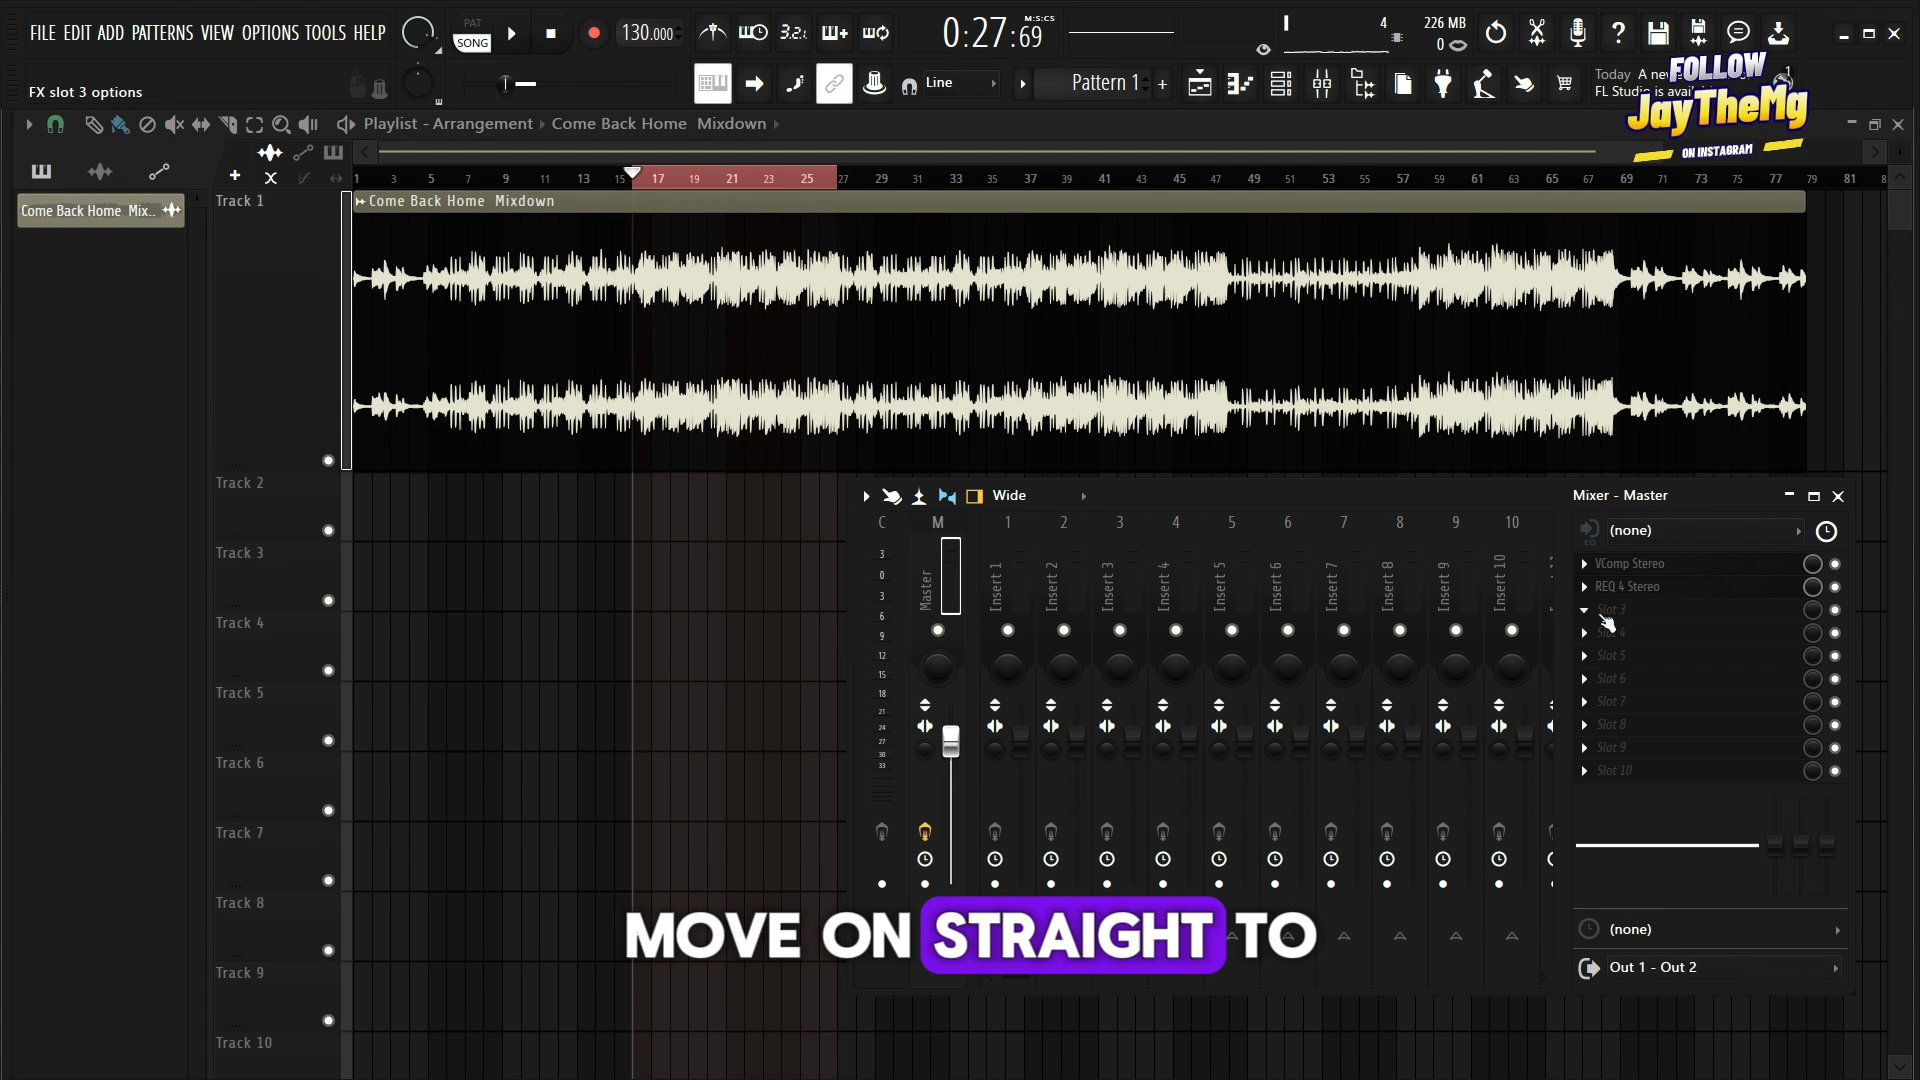 FILE EDIT ADD PATTERNS VIEW OPTIONS TOOLS HELP
PAT
SONG
130.000
3.2.
0:27:69
M:S:CS
4
226 MB
0
FX slot 3 options
Line
Pattern 1
Today A new
FL Studio is availa
FOLLOW
JayTheMg
ON INSTAGRAM
Playlist - Arrangement Come Back Home Mixdown
1 3 5 7 9 11 13 15 17 19 21 23 25 27 29 31 33 35 37 39 41 43 45 47 49 51 53 55 57 59 61 63 65 67 69 71 73 75 77 79 81 8
Come Back Home Mix..
Track 1
Come Back Home Mixdown
Track 2
Track 3
Track 4
Track 5
Track 6
Track 7
Track 8
Track 9
Track 10
Wide
Mixer - Master
C M 1 2 3 4 5 6 7 8 9 10
3
0
3
6
9
12
15
18
21
24
27
30
33
Master
Insert 1
Insert 2
Insert 3
Insert 4
Insert 5
Insert 6
Insert 7
Insert 8
Insert 9
Insert 10
(none)
EQ
VComp Stereo
REQ 4 Stereo
Slot 3
Slot 4
Slot 5
Slot 6
Slot 7
Slot 8
Slot 9
Slot 10
(none)
Out 1 - Out 2
MOVE ON STRAIGHT TO